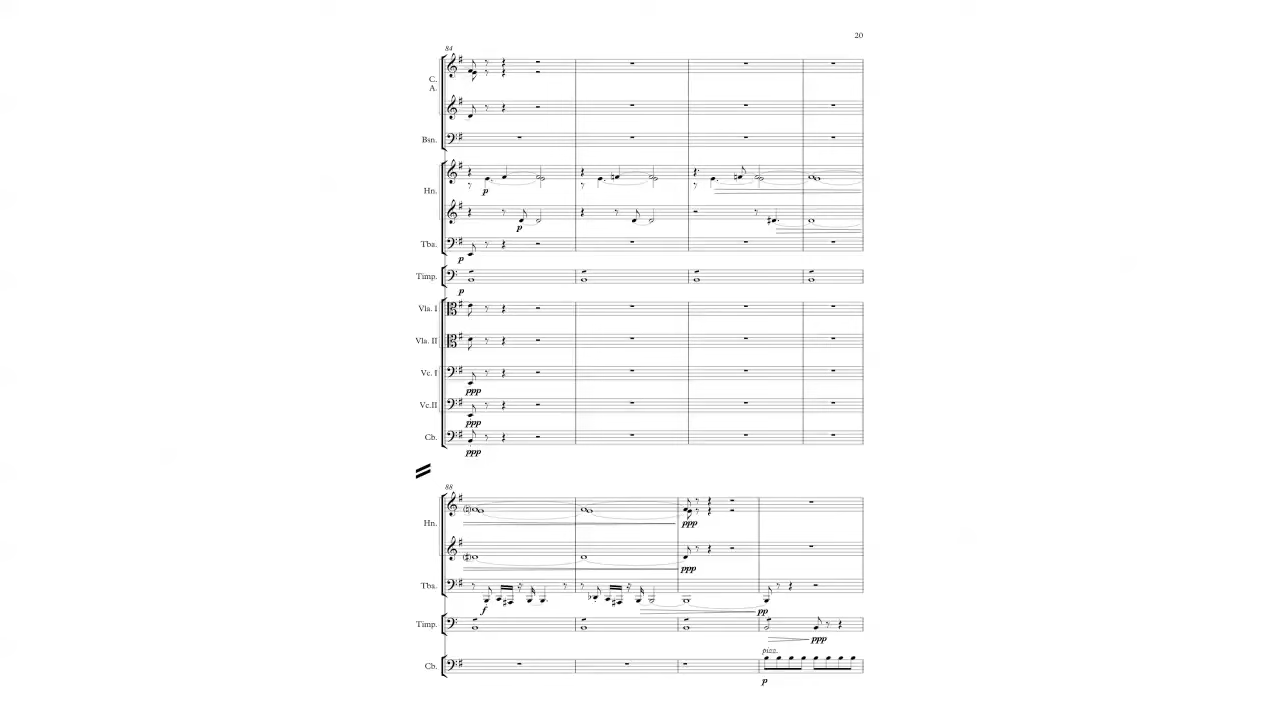 20
84
C.
A.
Bsn.
Hn.
p
p
Tba.
p
Timp.
p
Vla. I
Vla. II
Vc. I
ppp
Vc.II
ppp
Cb.
ppp
88
Hn.
ppp
ppp
Tba.
f
pp
Timp.
ppp
pizz.
Cb.
p